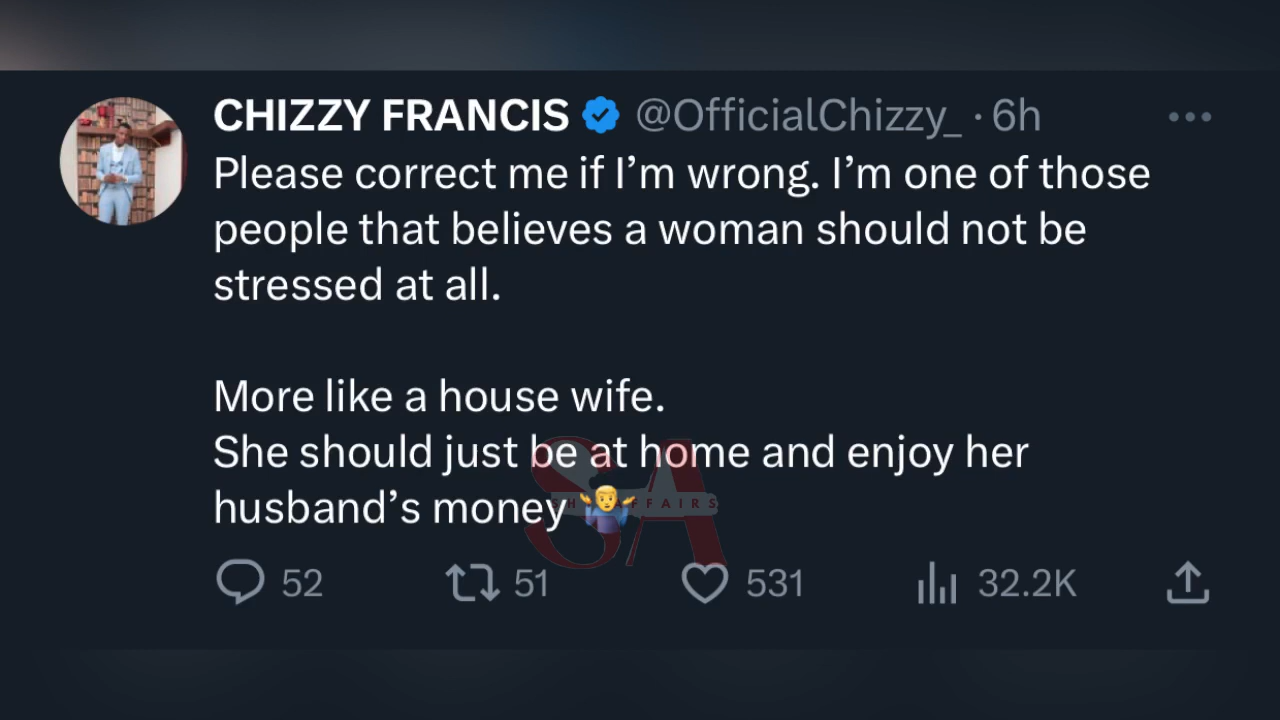 CHIZZY FRANCIS @OfficialChizzy_ · 6h
Please correct me if I’m wrong. I’m one of those
people that believes a woman should not be
stressed at all.
More like a house wife.
She should just be at home and enjoy her
husband’s money 🤷‍♂️
SA
AFFAIRS
52 51 531 32.2K